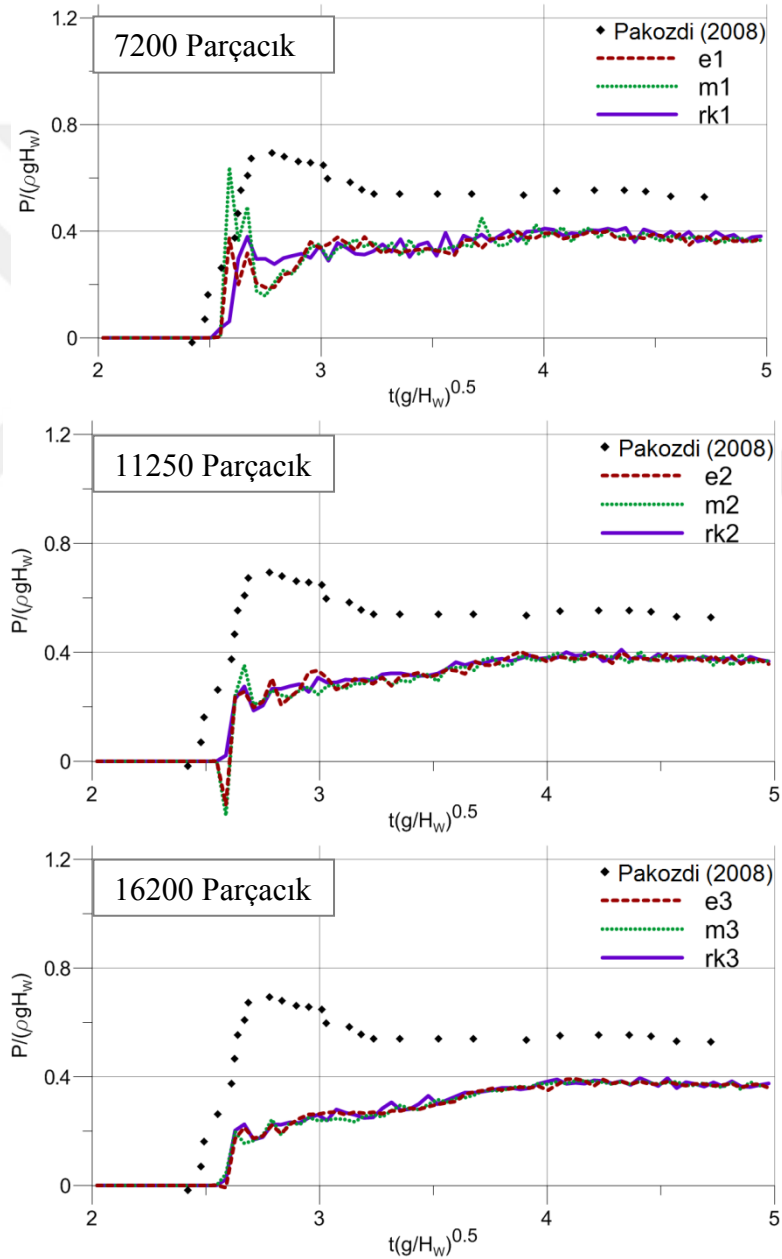 1.2
7200 Parçacık
Pakozdi (2008)
e1
m1
rk1
0.8
P/(ρgHw)
0.4
0
2 3 4 5
t(g/Hw)0.5
1.2
11250 Parçacık
Pakozdi (2008)
e2
m2
rk2
0.8
P/(ρgHw)
0.4
0
2 3 4 5
t(g/Hw)0.5
1.2
16200 Parçacık
Pakozdi (2008)
e3
m3
rk3
0.8
P/(ρgHw)
0.4
0
2 3 4 5
t(g/Hw)0.5